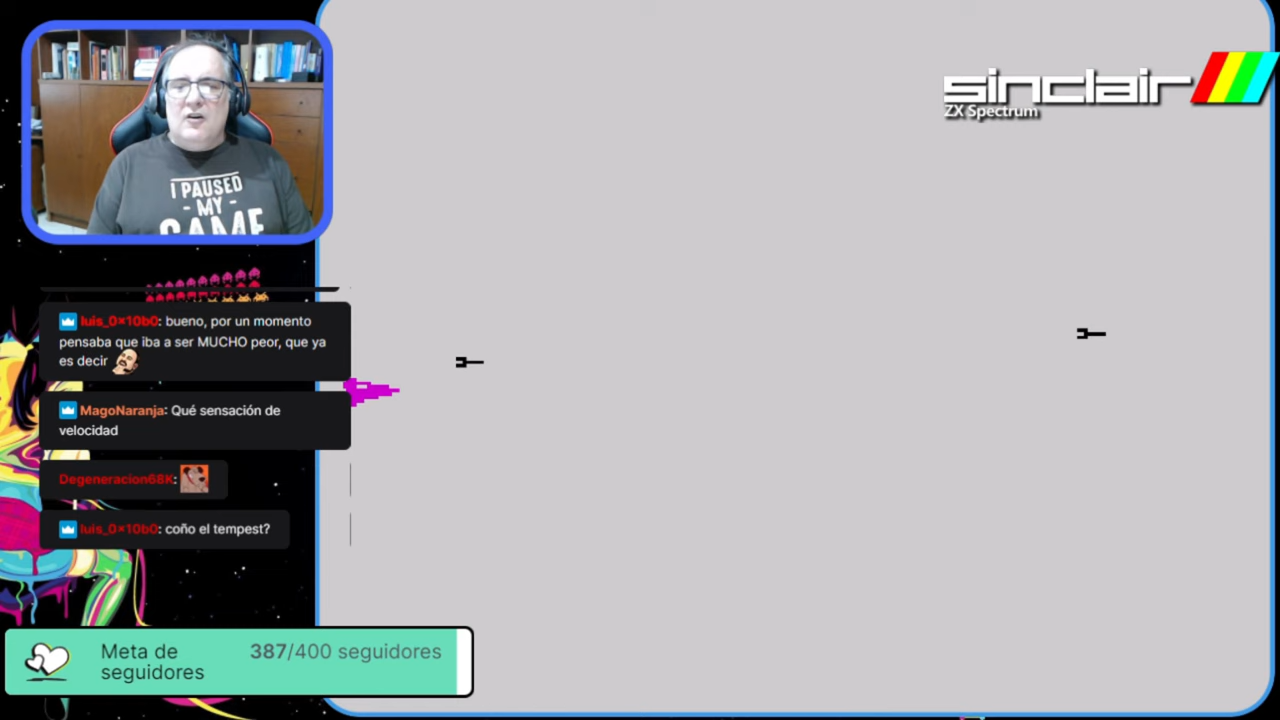 I PAUSED
- MY -
GAME
sinclair
ZX Spectrum
luis_0x10b0: bueno, por un momento
pensaba que iba a ser MUCHO peor, que ya
es decir
MagoNaranja: Qué sensación de
velocidad
Degeneracion68K:
luis_0x10b0: coño el tempest?
Meta de
seguidores
387/400 seguidores